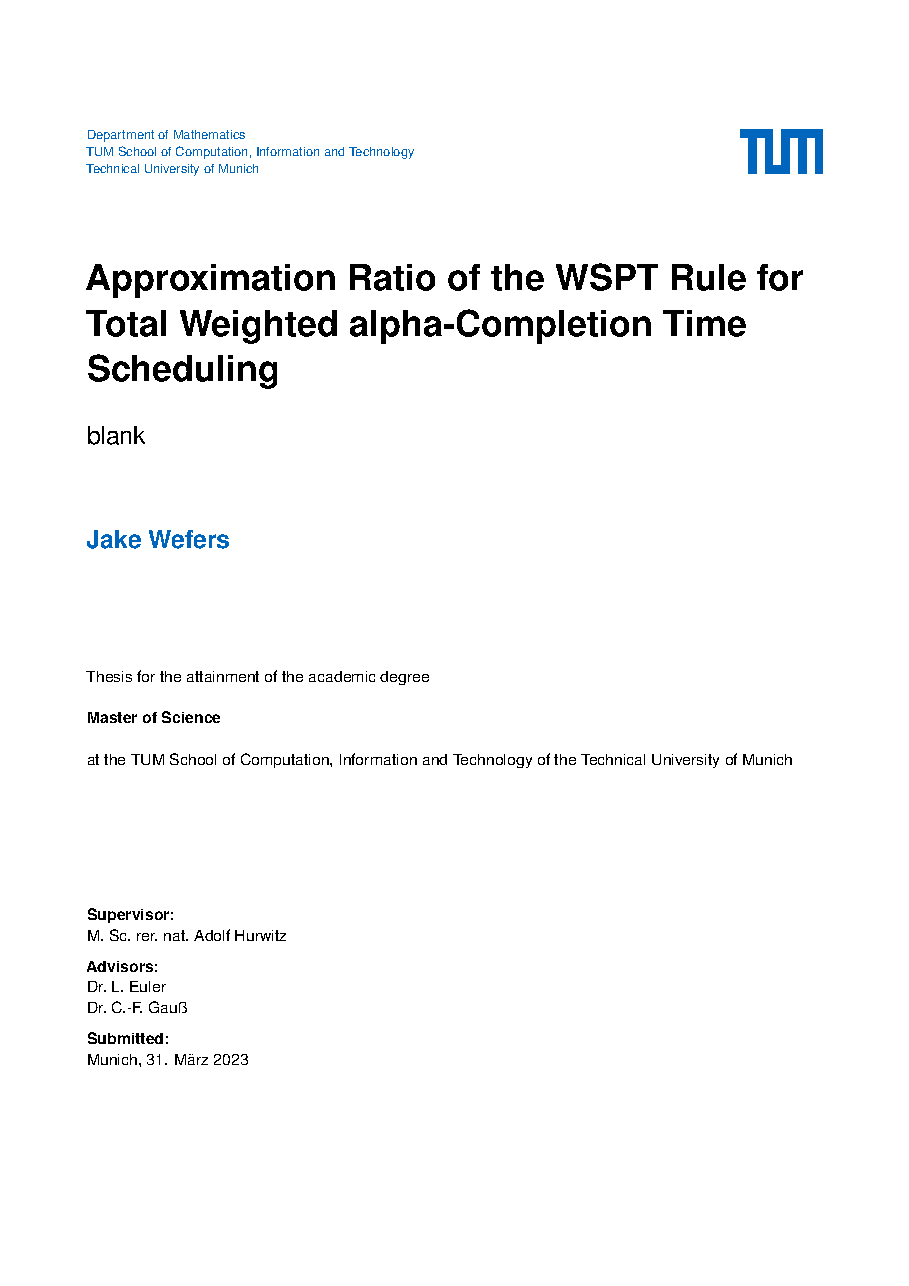 Department of Mathematics
TUM School of Computation, Information and Technology
Technical University of Munich
TUM
Approximation Ratio of the WSPT Rule for
Total Weighted alpha-Completion Time
Scheduling
blank
Jake Wefers
Thesis for the attainment of the academic degree
Master of Science
at the TUM School of Computation, Information and Technology of the Technical University of Munich
Supervisor:
M. Sc. rer. nat. Adolf Hurwitz
Advisors:
Dr. L. Euler
Dr. C.-F. Gauß
Submitted:
Munich, 31. März 2023